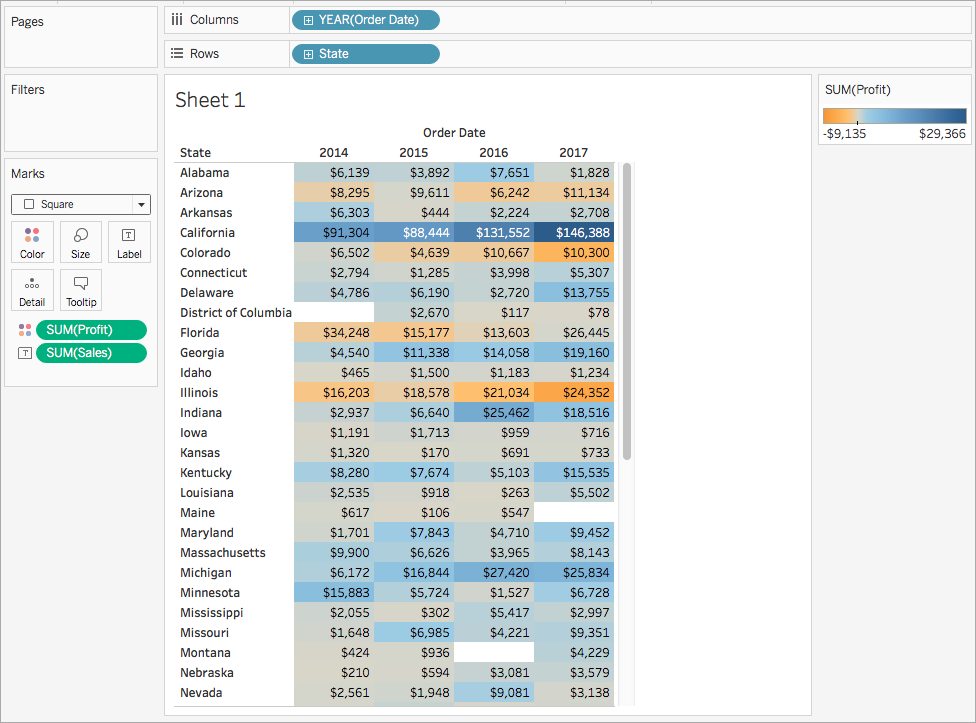 Pages
Columns YEAR(Order Date)
Rows State
Filters
Marks
Square
Color Size Label
Detail Tooltip
SUM(Profit)
T SUM(Sales)
Sheet 1
Order Date
State 2014 2015 2016 2017
Alabama $6,139 $3,892 $7,651 $1,828
Arizona $8,295 $9,611 $6,242 $11,134
Arkansas $6,303 $444 $2,224 $2,708
California $91,304 $88,444 $131,552 $146,388
Colorado $6,502 $4,639 $10,667 $10,300
Connecticut $2,794 $1,285 $3,998 $5,307
Delaware $4,786 $6,190 $2,720 $13,755
District of Columbia $2,670 $117 $78
Florida $34,248 $15,177 $13,603 $26,445
Georgia $4,540 $11,338 $14,058 $19,160
Idaho $465 $1,500 $1,183 $1,234
Illinois $16,203 $18,578 $21,034 $24,352
Indiana $2,937 $6,640 $25,462 $18,516
Iowa $1,191 $1,713 $959 $716
Kansas $1,320 $170 $691 $733
Kentucky $8,280 $7,674 $5,103 $15,535
Louisiana $2,535 $918 $263 $5,502
Maine $617 $106 $547
Maryland $1,701 $7,843 $4,710 $9,452
Massachusetts $9,900 $6,626 $3,965 $8,143
Michigan $6,172 $16,844 $27,420 $25,834
Minnesota $15,883 $5,724 $1,527 $6,728
Mississippi $2,055 $302 $5,417 $2,997
Missouri $1,648 $6,985 $4,221 $9,351
Montana $424 $936 $4,229
Nebraska $210 $594 $3,081 $3,579
Nevada $2,561 $1,948 $9,081 $3,138
SUM(Profit)
-$9,135 $29,366